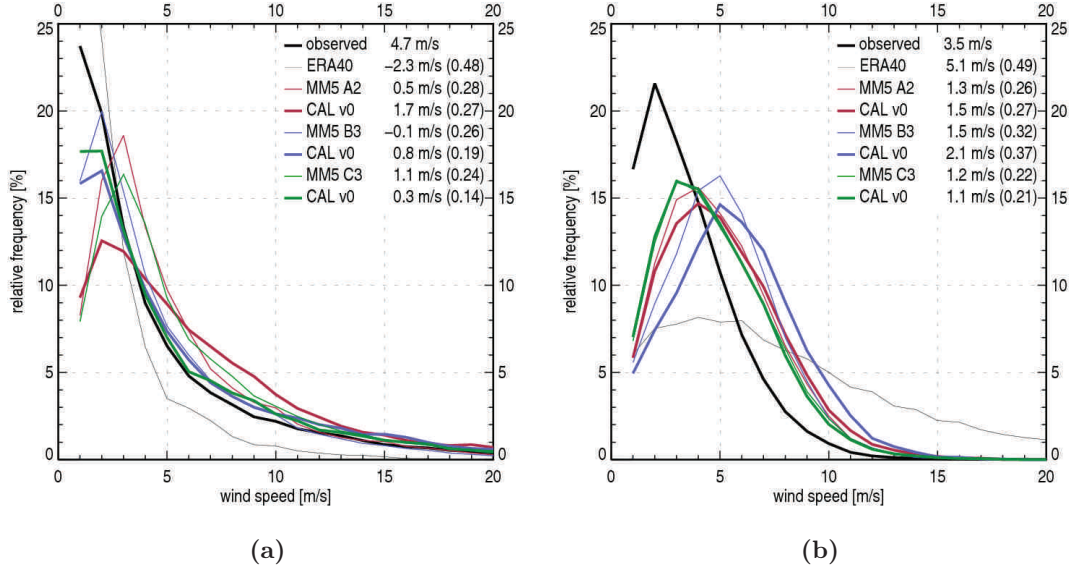 0 5 10 15 20
25 25
observed 4.7 m/s
ERA40 −2.3 m/s (0.48)
MM5 A2 0.5 m/s (0.28)
20 20
CAL v0 1.7 m/s (0.27)
MM5 B3 −0.1 m/s (0.26)
CAL v0 0.8 m/s (0.19)
MM5 C3 1.1 m/s (0.24)
CAL v0 0.3 m/s (0.14)
15 15
relative frequency [%]
10 10
5 5
0 0
0 5 10 15 20
wind speed [m/s]
(a)
0 5 10 15 20
25 25
observed 3.5 m/s
ERA40 5.1 m/s (0.49)
MM5 A2 1.3 m/s (0.26)
20 20
CAL v0 1.5 m/s (0.27)
MM5 B3 1.5 m/s (0.32)
CAL v0 2.1 m/s (0.37)
MM5 C3 1.2 m/s (0.22)
CAL v0 1.1 m/s (0.21)
15 15
relative frequency [%]
10 10
5 5
0 0
0 5 10 15 20
wind speed [m/s]
(b)